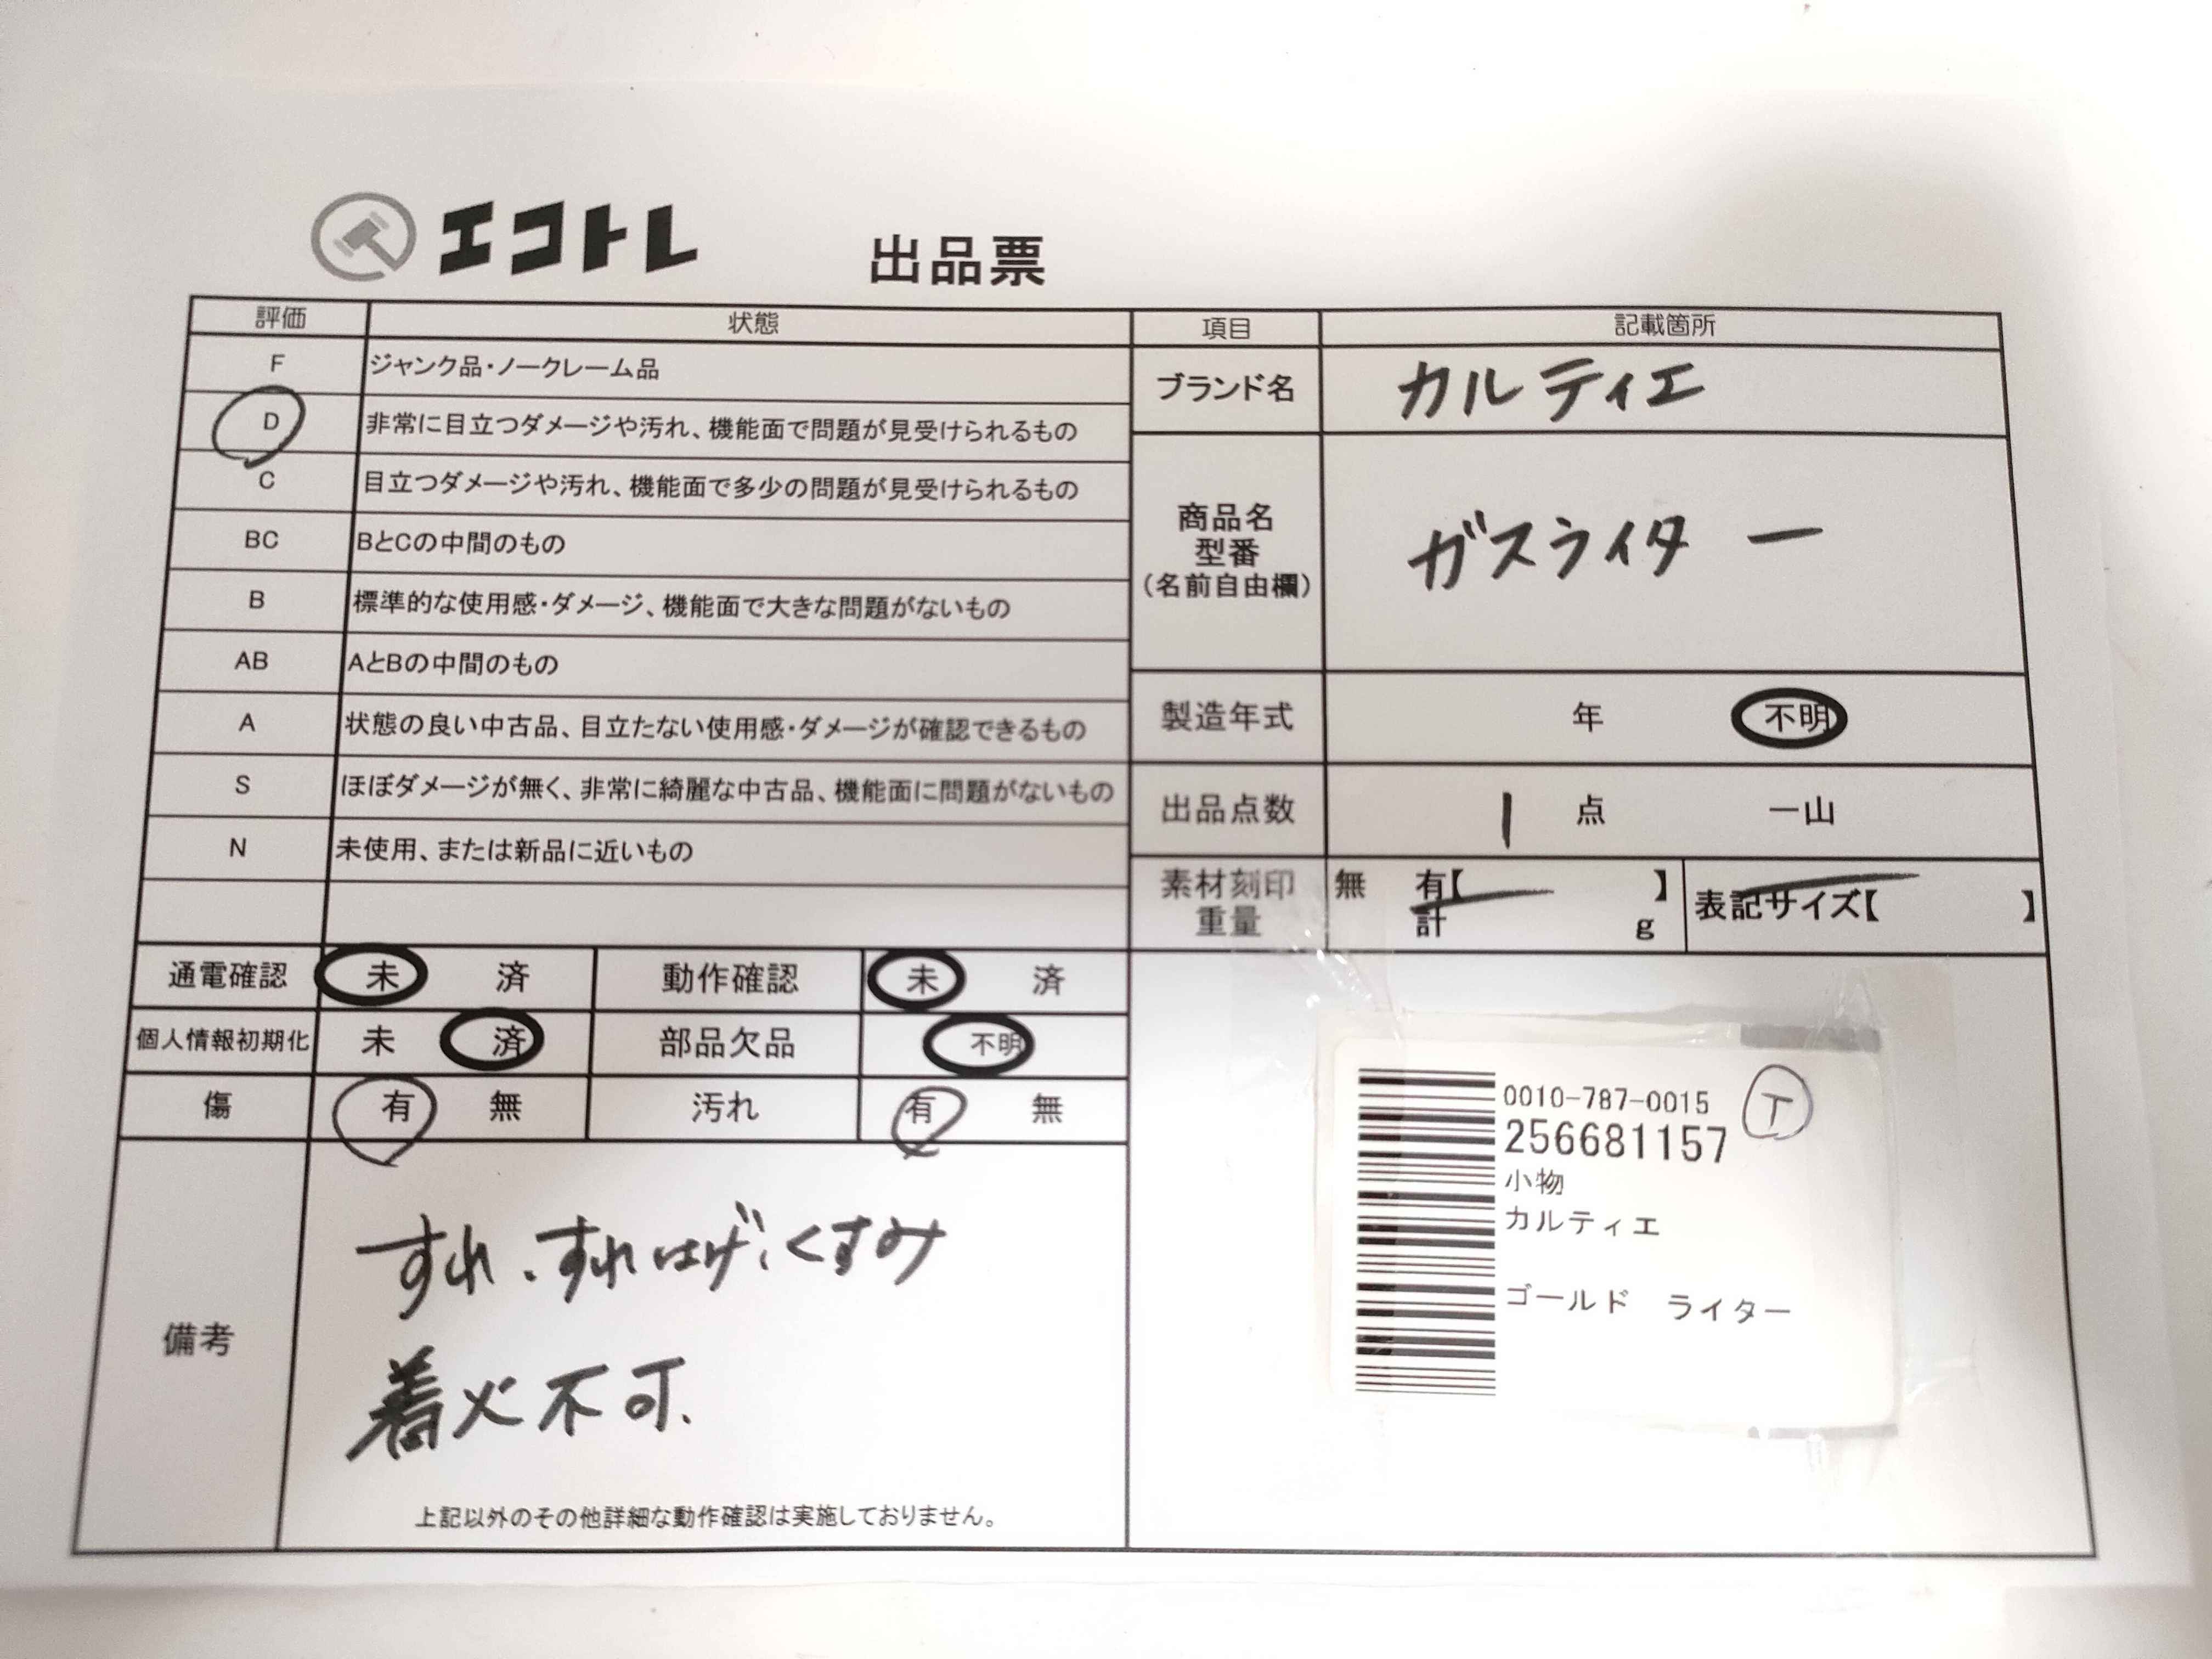 エコトレ 出品票
評価 状態
F ジャンク品・ノークレーム品
D 非常に目立つダメージや汚れ、機能面で問題が見受けられるもの
C 目立つダメージや汚れ、機能面で多少の問題が見受けられるもの
BC BとCの中間のもの
B 標準的な使用感・ダメージ、機能面で大きな問題がないもの
AB AとBの中間のもの
A 状態の良い中古品、目立たない使用感・ダメージが確認できるもの
S ほぼダメージが無く、非常に綺麗な中古品、機能面に問題がないもの
N 未使用、または新品に近いもの
通電確認 未 済 動作確認 未 済
個人情報初期化 未 済 部品欠品 不明
傷 有 無 汚れ 有 無
備考
すれ、すれはげ、くすみ
着火不可、
上記以外のその他詳細な動作確認は実施しておりません。
項目 記載箇所
ブランド名 カルティエ
商品名
型番
(名前自由欄)
ガスライター
製造年式 年 不明
出品点数 1 点 一山
素材刻印 無 有【 】
重量 計 g
表記サイズ【 】
0010-787-0015
T
256681157
小物
カルティエ
ゴールド ライター